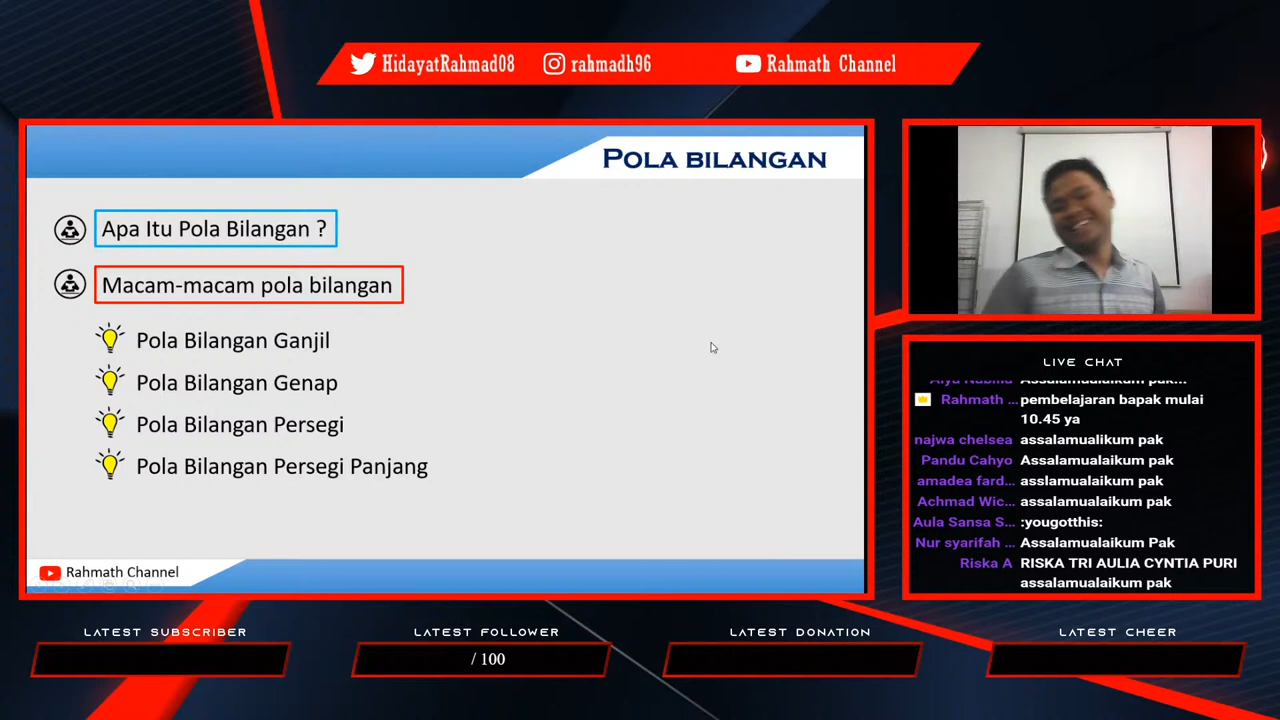 HidayatRahmad08 rahmadh96 Rahmath Channel
POLA BILANGAN
Apa Itu Pola Bilangan ?
Macam-macam pola bilangan
Pola Bilangan Ganjil
Pola Bilangan Genap
Pola Bilangan Persegi
Pola Bilangan Persegi Panjang
Rahmath Channel
LIVE CHAT
Assalamualaikum pak...
Rahmath ... pembelajaran bapak mulai
10.45 ya
najwa chelsea assalamualikum pak
Pandu Cahyo Assalamualaikum pak
amadea fard... asslamualaikum pak
Achmad Wic... assalamualaikum pak
Aula Sansa S... :yougotthis:
Nur syarifah ... Assalamualaikum Pak
Riska A RISKA TRI AULIA CYNTIA PURI
assalamualaikum pak
LATEST SUBSCRIBER
LATEST FOLLOWER
LATEST DONATION
LATEST CHEER
/ 100